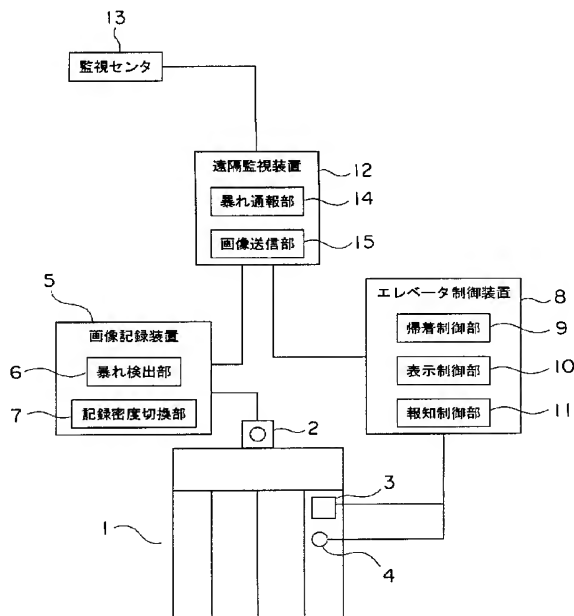 13
監視センタ
遠隔監視装置
12
暴れ通報部
14
画像送信部
15
5
画像記録装置
6
暴れ検出部
7
記録密度切換部
エレベータ制御装置
8
帰着制御部
9
表示制御部
10
報知制御部
11
2
3
1
4